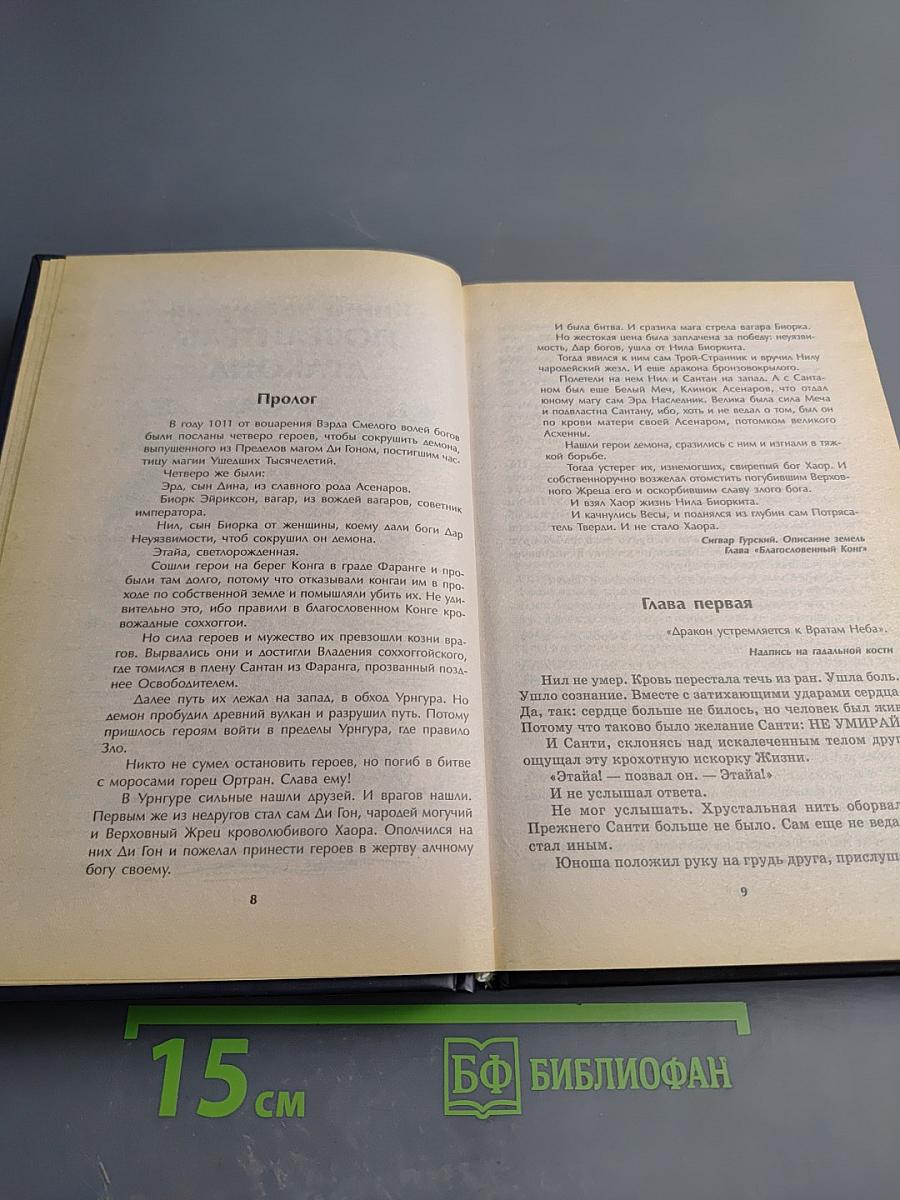 Пролог
В году 1011 от воцарения Вэрда Смелого волей богов
были посланы четверо героев, чтобы сокрушить демона,
выпущенного из Пределов магом Ди Гоном, постигшим час-
тицу магии Ушедших Тысячелетий.
Четверо же были:
Эрд, сын Дина, из славного рода Асенаров.
Биорк Эйриксон, вагар, из вождей вагаров, советник
императора.
Нил, сын Биорка от женщины, коему дали боги Дар
Неуязвимости, чтоб сокрушил он демона.
Этайа, светлорожденная.
Сошли герои на берег Конга в граде Фаранге и про-
были там долго, потому что отказывали конгаи им в про-
ходе по собственной земле и помышляли убить их. Не уди-
вительно это, ибо правили в благословенном Конге кро-
вожадные соххоггои.
Но сила героев и мужество их превзошли козни вра-
гов. Вырвались они и достигли Владения соххоггойского,
где томился в плену Сантан из Фаранга, прозванный позд-
нее Освободителем.
Далее путь их лежал на запад, в обход Урнгура. Но
демон пробудил древний вулкан и разрушил путь. Потому
пришлось героям войти в пределы Урнгура, где правило
Зло.
Никто не сумел остановить героев, но погиб в битве
с моросами горец Ортран. Слава ему!
В Урнгуре сильные нашли друзей. И врагов нашли.
Первым же из недругов стал сам Ди Гон, чародей могучий
и Верховный Жрец кроволюбивого Хаора. Ополчился на
них Ди Гон и пожелал принести героев в жертву алчному
богу своему.
8
И была битва. И сразила мага стрела вагара Биорка.
Но жестокая цена была заплачена за победу: неуязви-
мость, Дар богов, ушла от Нила Биоркита.
Тогда явился к ним сам Трой-Странник и вручил Нилу
чародейский жезл. И еще дракона бронзовокрылого.
Полетели на нем Нил и Сантан на запад. А с Санта-
ном был еще Белый Меч, Клинок Асенаров, что отдал
юному магу сам Эрд Наследник. Велика была сила Меча
и подвластна Сантану, ибо, хоть и не ведал о том, был он
по крови матери своей Асенаром, потомком великого
Асхенны.
Нашли герои демона, сразились с ним и изгнали в тяж-
кой борьбе.
Тогда устерег их, изнемогших, свирепый бог Хаор. И
собственноручно возжелал отомстить погубившим Верхов-
ного Жреца его и оскорбившим славу злого бога.
И взял Хаор жизнь Нила Биоркита.
И качнулись Весы, и поднялся из глубин сам Потряса-
тель Тверди. И не стало Хаора.
Сигвар Гурский. Описание земель
Глава «Благословенный Конг»
Глава первая
«Дракон устремляется к Вратам Неба».
Надпись на гадальной кости
Нил не умер. Кровь перестала течь из ран. Ушла боль.
Ушло сознание. Вместе с затихающими ударами сердца.
Да, так: сердце больше не билось, но человек был жив
Потому что таково было желание Санти: НЕ УМИРАЙ
И Санти, склонясь над искалеченным телом друг
ощущал эту крохотную искорку Жизни.
«Этайа! — позвал он. — Этайа!»
И не услышал ответа.
Не мог услышать. Хрустальная нить оборвал
Прежнего Санти больше не было. Сам еще не веда
стал иным.
Юноша положил руку на грудь друга, прислуш
9
15 см
БФ БИБЛИОФАН